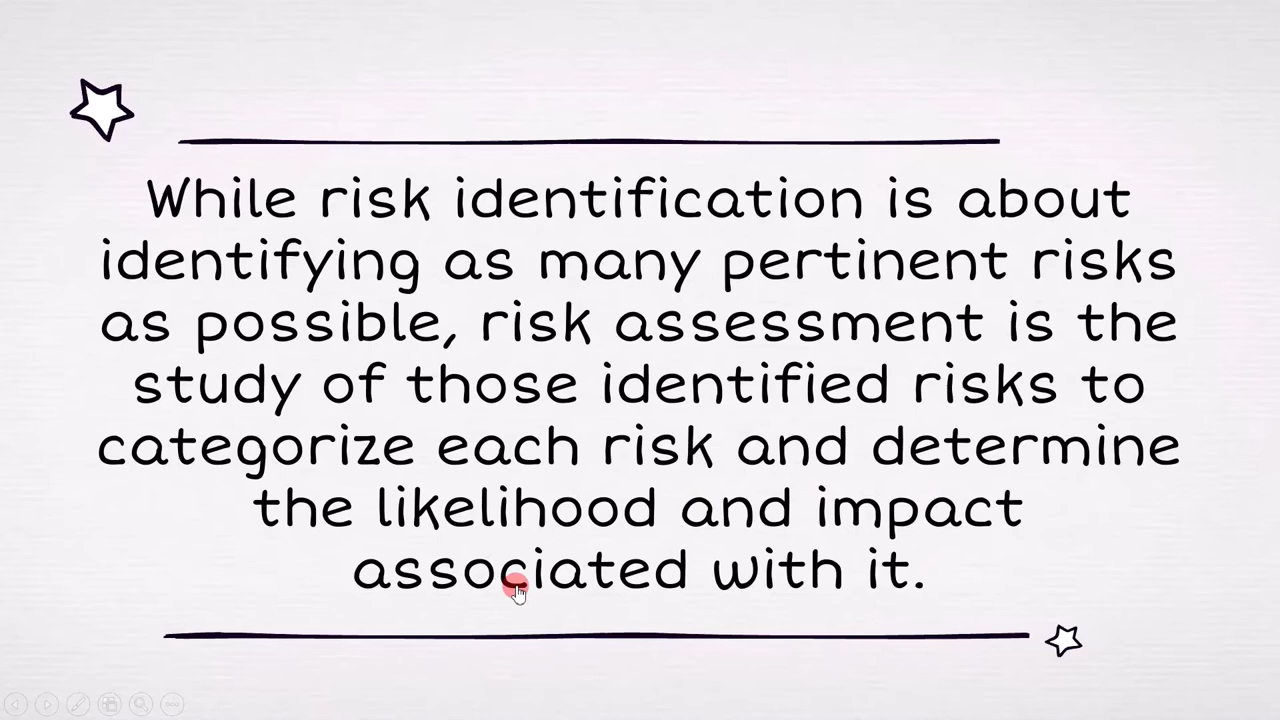 While risk identification is about
identifying as many pertinent risks
as possible, risk assessment is the
study of those identified risks to
categorize each risk and determine
the likelihood and impact
associated with it.